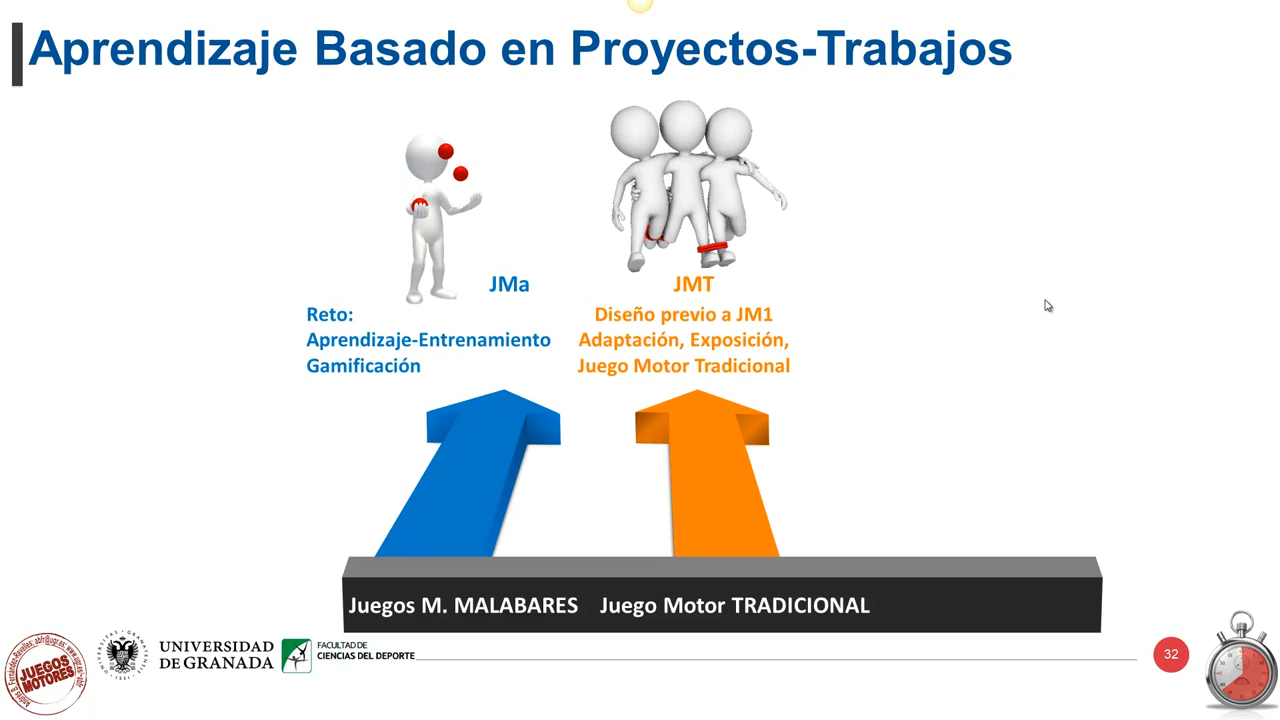 Aprendizaje Basado en Proyectos-Trabajos
JMa
Reto:
Aprendizaje-Entrenamiento
Gamificación
JMT
Diseño previo a JM1
Adaptación, Exposición,
Juego Motor Tradicional
Juegos M. MALABARES Juego Motor TRADICIONAL
JUEGOS
MOTORES
UNIVERSIDAD
DE GRANADA
FACULTAD DE
CIENCIAS DEL DEPORTE
32